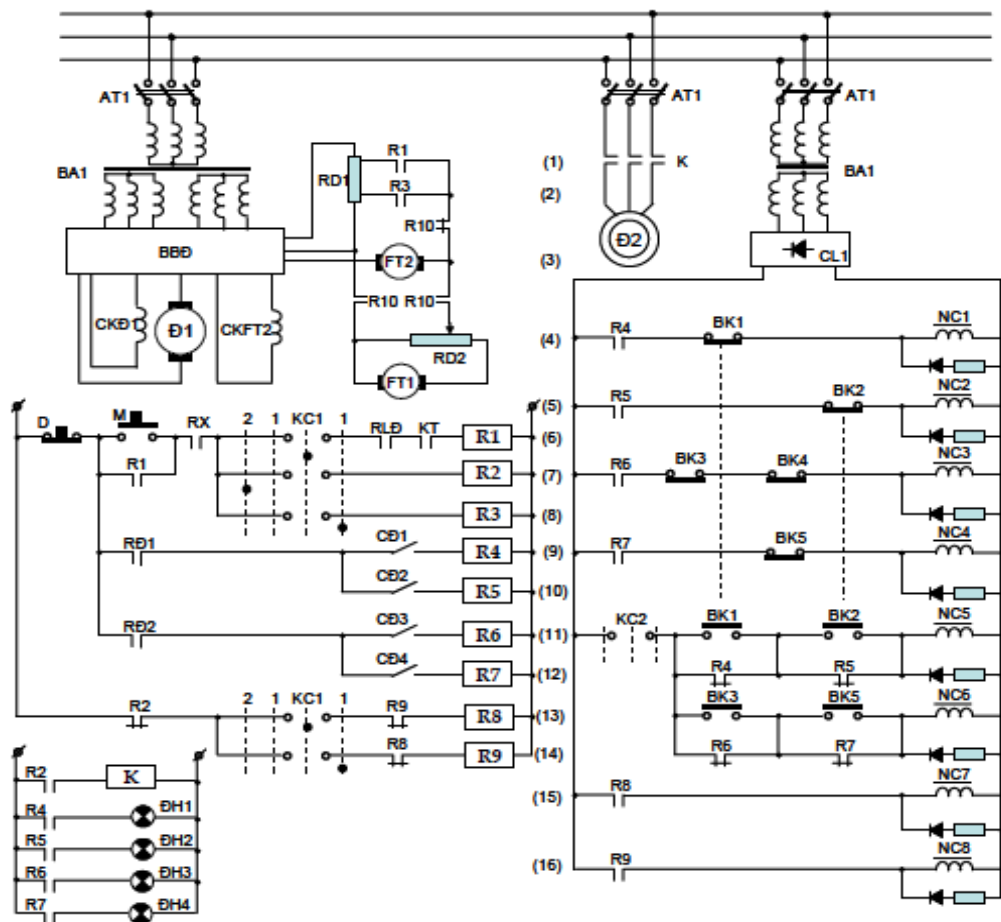 AT1
AT1
AT1
BA1
RD1
R1
R3
R10
(1)
(2)
(3)
K
BA1
BBĐ
FT2
Đ2
CL1
R10 R10
CKĐ1
Đ1
CKFT2
RD2
FT1
(4)
R4
BK1
NC1
(5)
R5
BK2
NC2
D
M
RX
2 1 KC1 1
RLĐ
KT
R1
(6)
R1
R2
(7)
R6
BK3
BK4
NC3
R3
(8)
RĐ1
CĐ1
R4
(9)
R7
BK5
NC4
CĐ2
R5
(10)
RĐ2
CĐ3
R6
(11)
KC2
BK1
BK2
NC5
CĐ4
R7
(12)
R4
R5
R2
2 1 KC1 1
R9
R8
(13)
BK3
BK5
NC6
R8
R9
(14)
R6
R7
R2
K
(15)
R8
NC7
R4
ĐH1
R5
ĐH2
R6
ĐH3
(16)
R9
NC8
R7
ĐH4